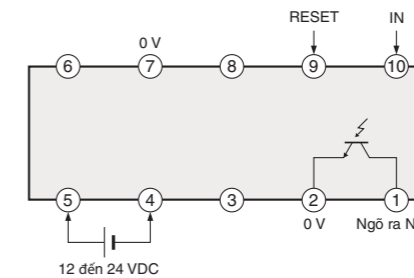 RESET IN
0 V
6 7 8 9 10
5 4 3 2 1
0 V Ngõ ra N
12 đến 24 VDC